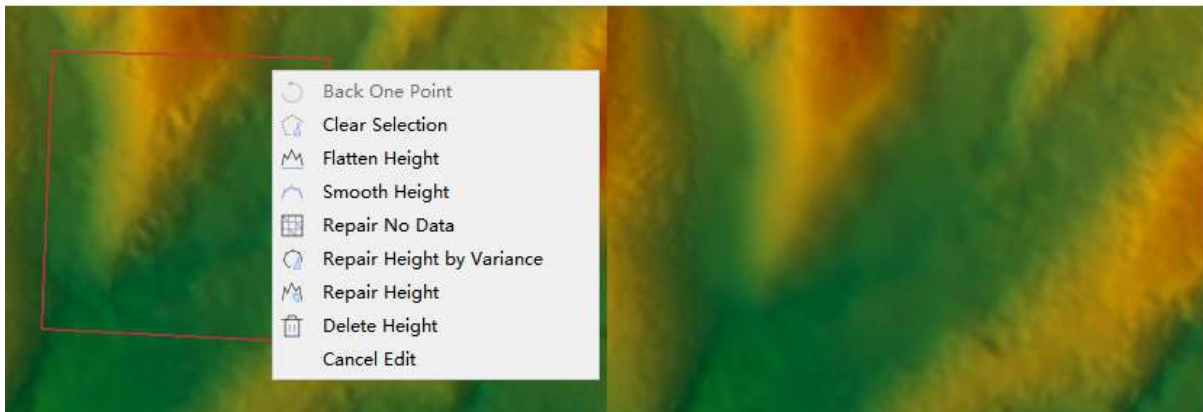 Back One Point
Clear Selection
Flatten Height
Smooth Height
Repair No Data
Repair Height by Variance
Repair Height
Delete Height
Cancel Edit